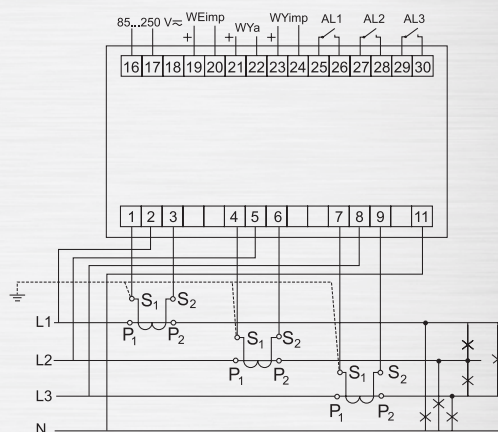 85...250 V≂ WEimp WYa WYimp AL1 AL2 AL3
+ + +
16 17 18 19 20 21 22 23 24 25 26 27 28 29 30
1 2 3 4 5 6 7 8 9 11
S1 S2
L1 P1 P2
S1 S2
L2 P1 P2
S1 S2
L3 P1 P2
N